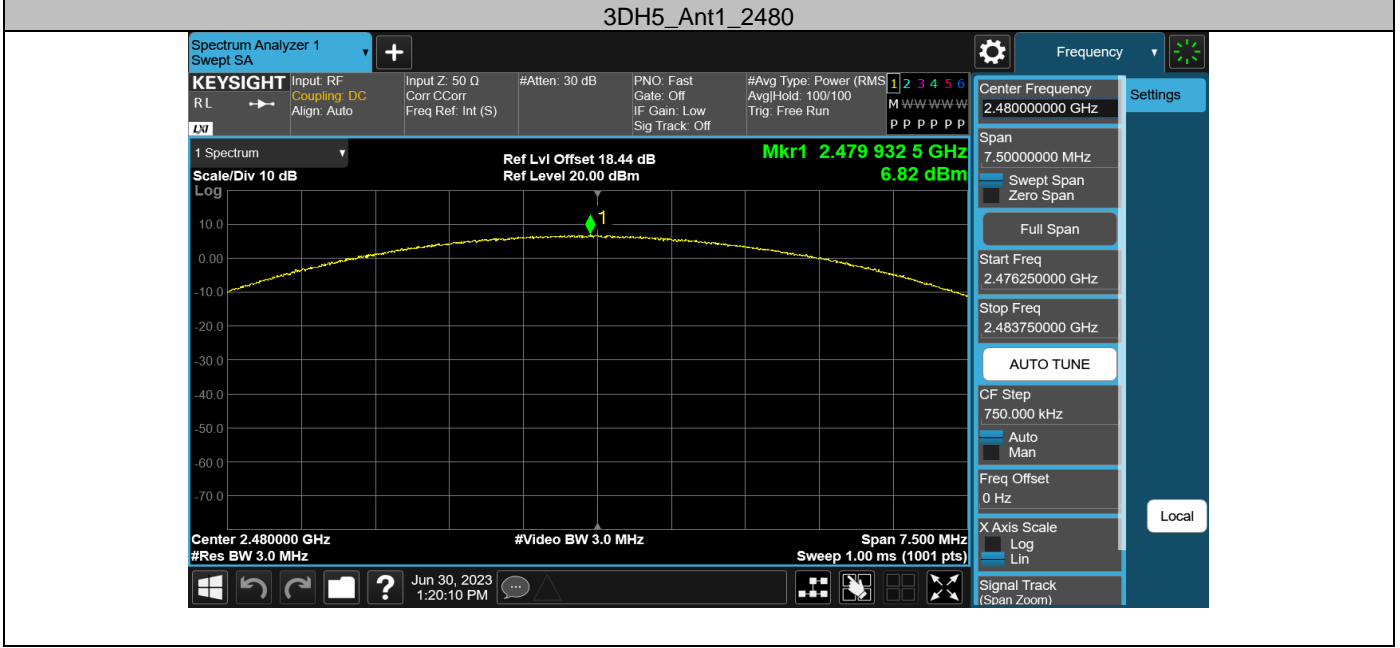 3DH5_Ant1_2480
Spectrum Analyzer 1
Swept SA
+
Frequency
KEYSIGHT
R L
LXI
Input: RF
Coupling: DC
Align: Auto
Input Z: 50 Ω
Corr CCorr
Freq Ref: Int (S)
#Atten: 30 dB
PNO: Fast
Gate: Off
IF Gain: Low
Sig Track: Off
#Avg Type: Power (RMS
Avg|Hold: 100/100
Trig: Free Run
1 2 3 4 5 6
M W W W W W
P P P P P P
1 Spectrum
Scale/Div 10 dB
Ref Lvl Offset 18.44 dB
Ref Level 20.00 dBm
Mkr1 2.479 932 5 GHz
6.82 dBm
Log
1
10.0
0.00
-10.0
-20.0
-30.0
-40.0
-50.0
-60.0
-70.0
Center 2.480000 GHz
#Res BW 3.0 MHz
#Video BW 3.0 MHz
Span 7.500 MHz
Sweep 1.00 ms (1001 pts)
?
Jun 30, 2023
1:20:10 PM
Center Frequency
2.480000000 GHz
Settings
Span
7.50000000 MHz
Swept Span
Zero Span
Full Span
Start Freq
2.476250000 GHz
Stop Freq
2.483750000 GHz
AUTO TUNE
CF Step
750.000 kHz
Auto
Man
Freq Offset
0 Hz
X Axis Scale
Log
Lin
Local
Signal Track
(Span Zoom)